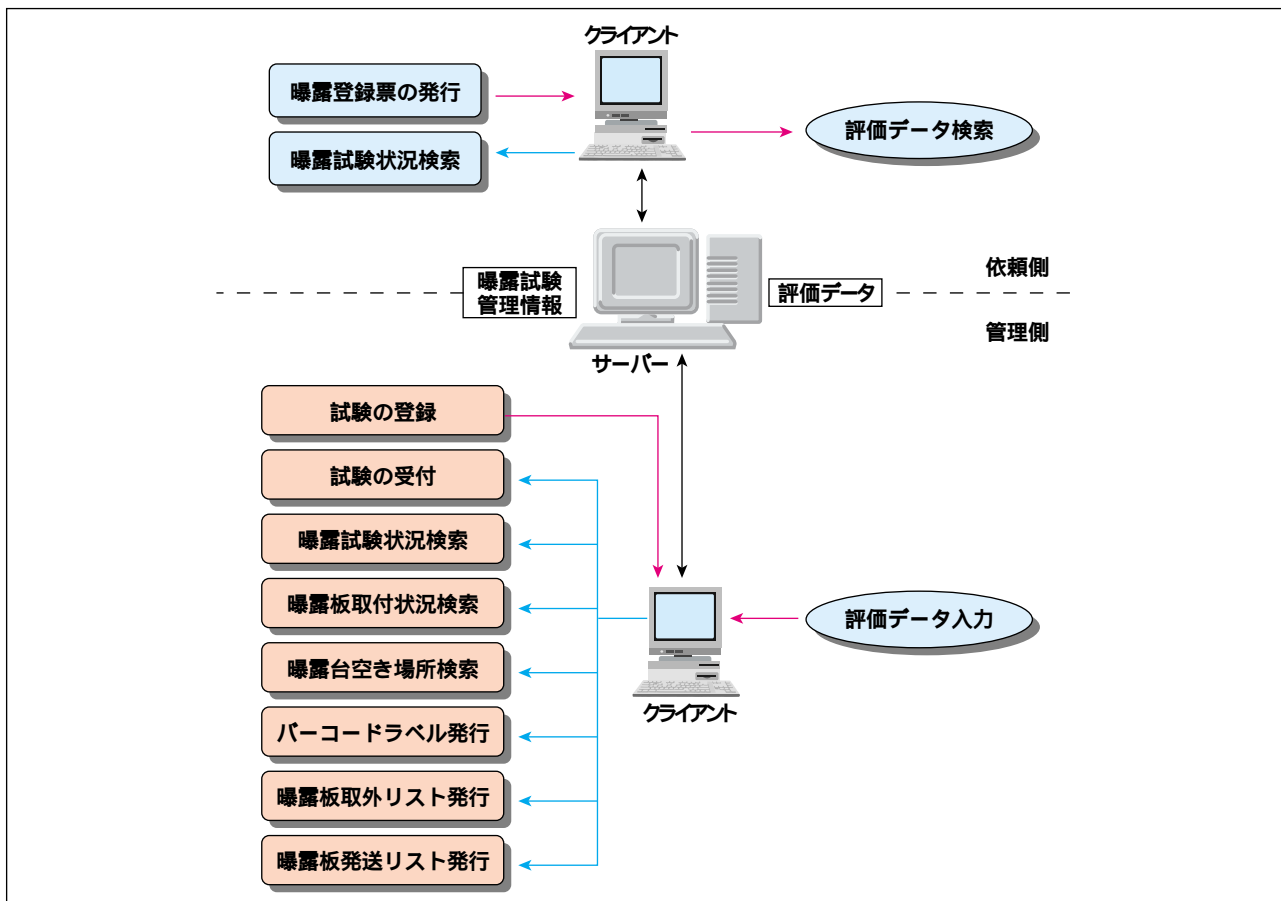 クライアント
曝露登録票の発行
曝露試験状況検索
評価データ検索
曝露試験
管理情報
評価データ
依頼側
管理側
サーバー
試験の登録
試験の受付
曝露試験状況検索
曝露板取付状況検索
曝露台空き場所検索
バーコードラベル発行
曝露板取外リスト発行
曝露板発送リスト発行
評価データ入力
クライアント